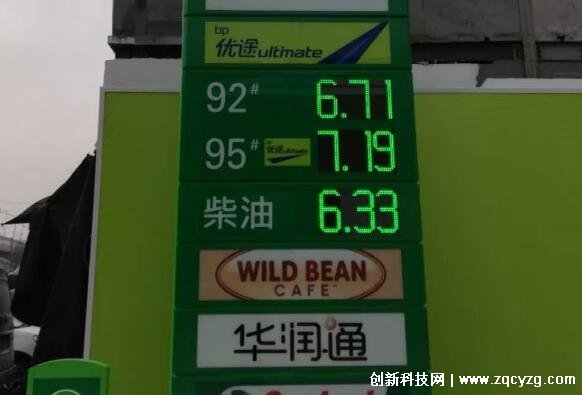 bp
优途ultimate
92# 6.71
95# bp 优途ultimate 7.19
柴油 6.33
WILD BEAN
CAFE
华润通
创新科技网｜www.zqcyzg.com